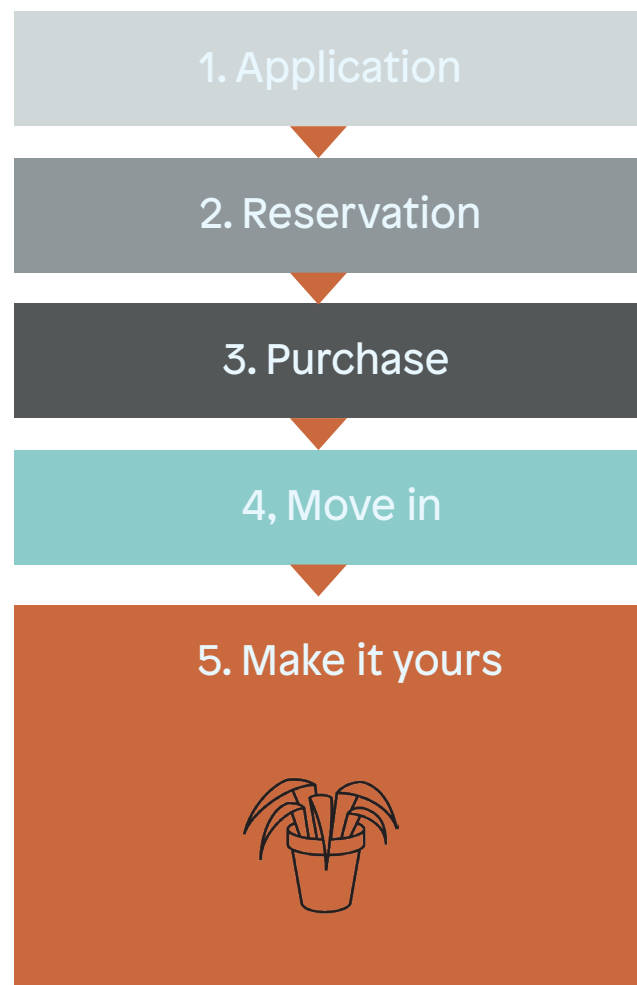 1. Application
2. Reservation
3. Purchase
4, Move in
5. Make it yours